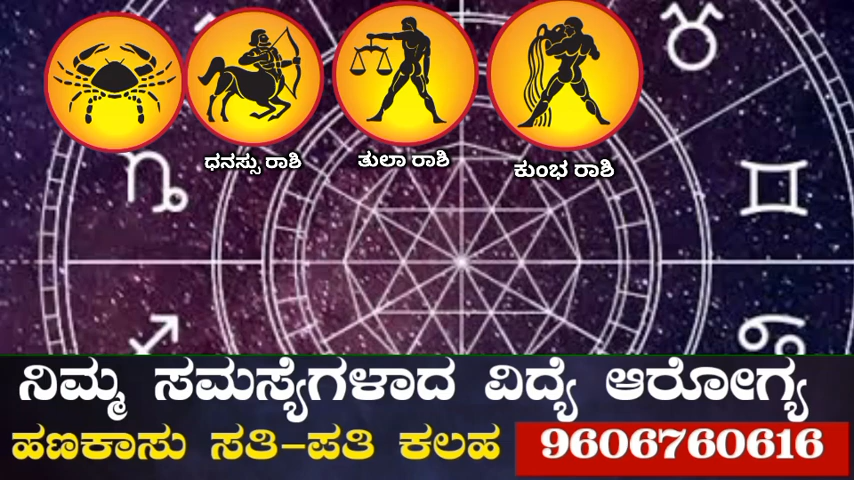 ಧನಸ್ಸು ರಾಶಿ
ತುಲಾ ರಾಶಿ
ಕುಂಭ ರಾಶಿ
ನಿಮ್ಮ ಸಮಸ್ಯೆಗಳಾದ ವಿದ್ಯೆ ಆರೋಗ್ಯ
ಹಣಕಾಸು ಸತಿ-ಪತಿ ಕಲಹ 9606760616